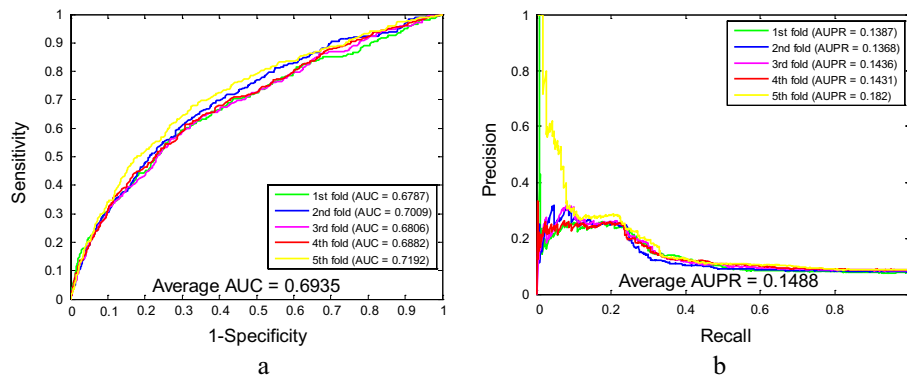 1
0.9
0.8
0.7
0.6
0.5
0.4
0.3
0.2
0.1
0
Sensitivity
1st fold (AUC = 0.6787)
2nd fold (AUC = 0.7009)
3rd fold (AUC = 0.6806)
4th fold (AUC = 0.6882)
5th fold (AUC = 0.7192)
Average AUC = 0.6935
0 0.1 0.2 0.3 0.4 0.5 0.6 0.7 0.8 0.9 1
1-Specificity
a
1
0.8
0.6
0.4
0.2
0
Precision
1st fold (AUPR = 0.1387)
2nd fold (AUPR = 0.1368)
3rd fold (AUPR = 0.1436)
4th fold (AUPR = 0.1431)
5th fold (AUPR = 0.182)
Average AUPR = 0.1488
0.0 0.2 0.4 0.6 0.8
Recall
b